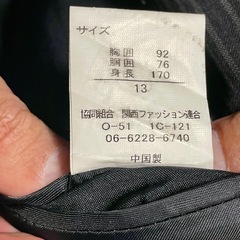 サイズ
胸囲 92
胴囲 76
身長 170
13
協同組合 関西ファッション連合
O-51 1C-121
06-6228-6740
中国製